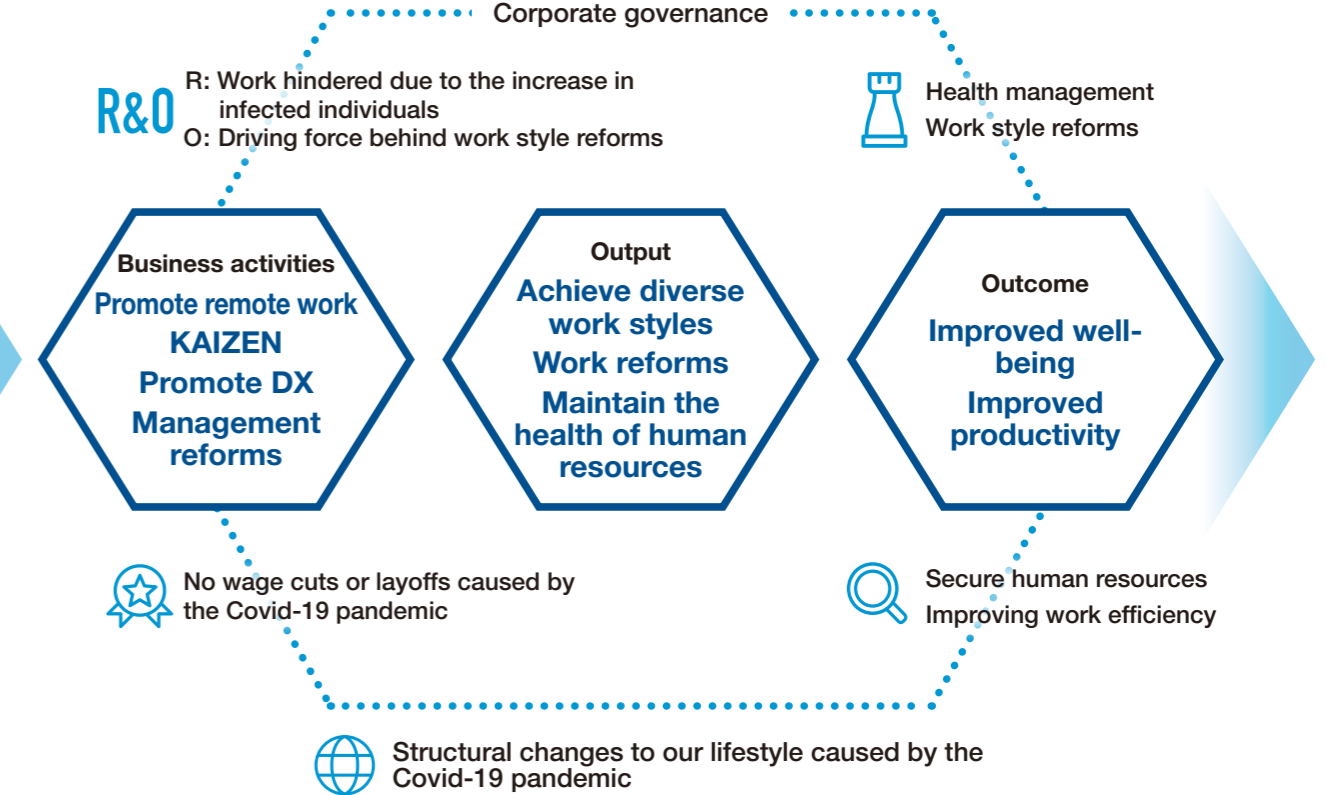 Corporate governance
R&O
R: Work hindered due to the increase in
infected individuals
O: Driving force behind work style reforms
Health management
Work style reforms
Business activities
Promote remote work
KAIZEN
Promote DX
Management
reforms
Output
Achieve diverse
work styles
Work reforms
Maintain the
health of human
resources
Outcome
Improved well-
being
Improved
productivity
No wage cuts or layoffs caused by
the Covid-19 pandemic
Secure human resources
Improving work efficiency
Structural changes to our lifestyle caused by the
Covid-19 pandemic